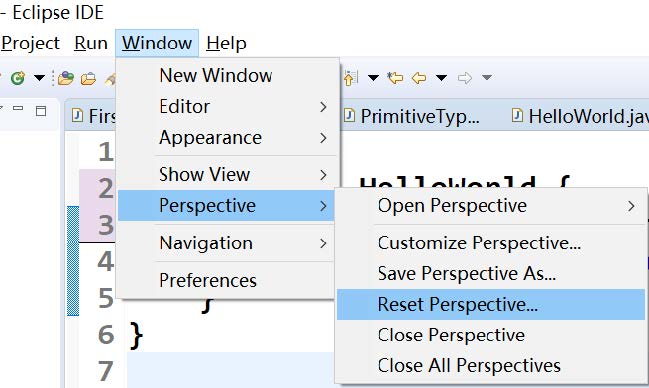 - Eclipse IDE
Project Run Window Help
New Window
Editor
Appearance
Show View
Perspective
Navigation
Preferences
Open Perspective
Customize Perspective...
Save Perspective As...
Reset Perspective...
Close Perspective
Close All Perspectives
Firs
PrimitiveTyp...
HelloWorld.jav
1
2 HelloWorld {
3
4
5 }
6 }
7